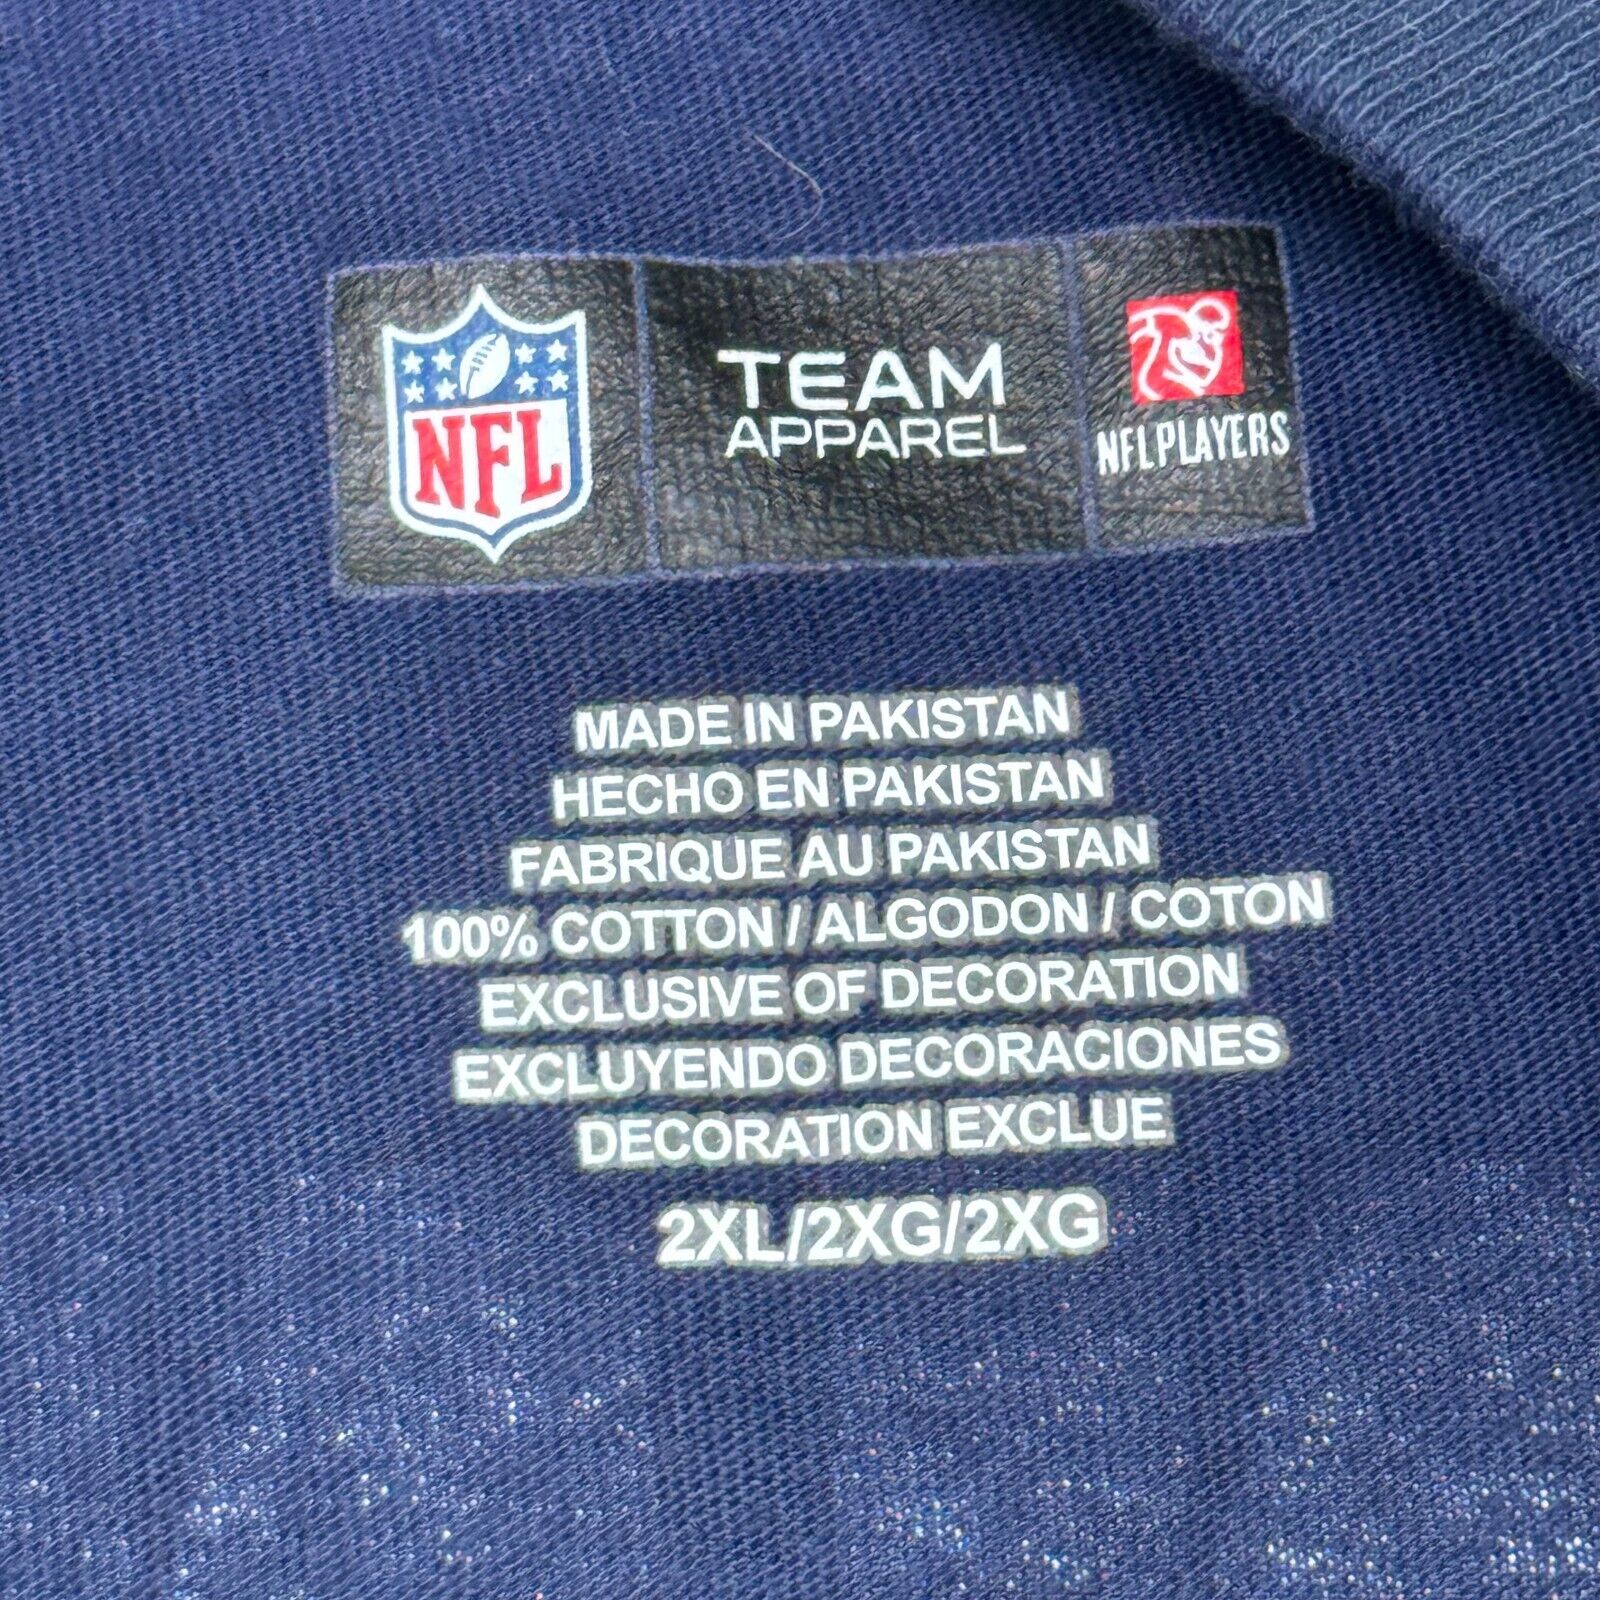 NFL
TEAM
APPAREL
NFLPLAYERS
MADE IN PAKISTAN
HECHO EN PAKISTAN
FABRIQUE AU PAKISTAN
100% COTTON / ALGODON / COTON
EXCLUSIVE OF DECORATION
EXCLUYENDO DECORACIONES
DECORATION EXCLUE
2XL/2XG/2XG